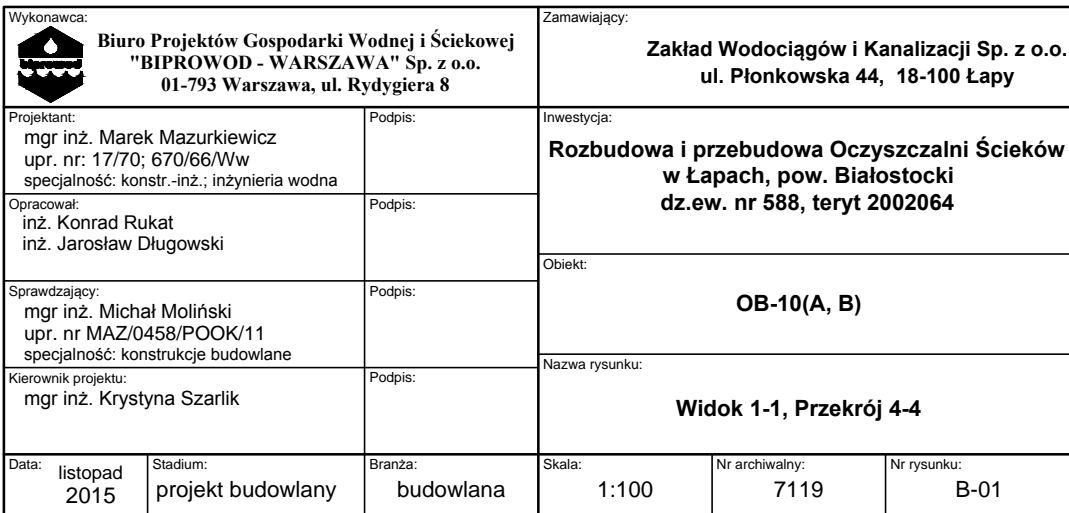 Wykonawca:
biprowod
Biuro Projektów Gospodarki Wodnej i Ściekowej
"BIPROWOD - WARSZAWA" Sp. z o.o.
01-793 Warszawa, ul. Rydygiera 8
Zamawiający:
Zakład Wodociągów i Kanalizacji Sp. z o.o.
ul. Płonkowska 44, 18-100 Łapy
Projektant:
mgr inż. Marek Mazurkiewicz
upr. nr: 17/70; 670/66/Ww
specjalność: konstr.-inż.; inżynieria wodna
Podpis:
Inwestycja:
Rozbudowa i przebudowa Oczyszczalni Ścieków
w Łapach, pow. Białostocki
dz.ew. nr 588, teryt 2002064
Opracował:
inż. Konrad Rukat
inż. Jarosław Długowski
Podpis:
Obiekt:
OB-10(A, B)
Sprawdzający:
mgr inż. Michał Moliński
upr. nr MAZ/0458/POOK/11
specjalność: konstrukcje budowlane
Podpis:
Nazwa rysunku:
Widok 1-1, Przekrój 4-4
Kierownik projektu:
mgr inż. Krystyna Szarlik
Podpis:
Data:
listopad
2015
Stadium:
projekt budowlany
Branża:
budowlana
Skala:
1:100
Nr archiwalny:
7119
Nr rysunku:
B-01